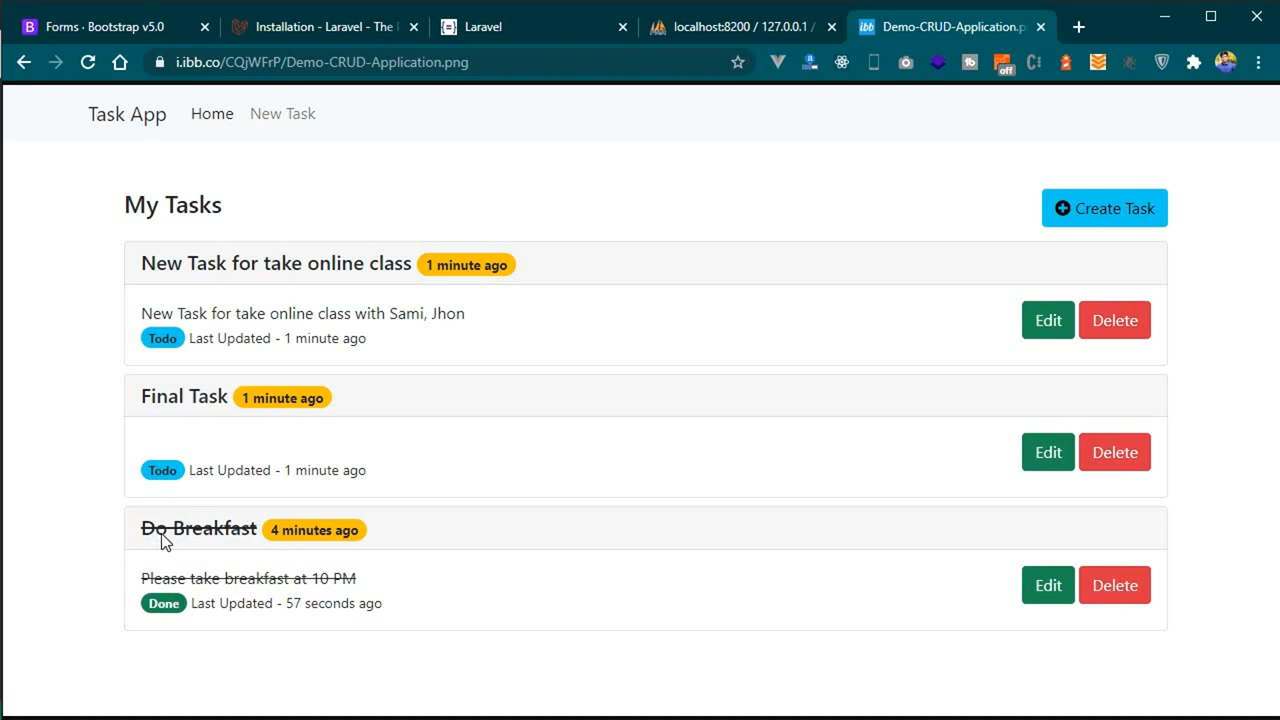 Forms · Bootstrap v5.0
Installation - Laravel - The
Laravel
localhost:8200 / 127.0.0.1 /
Demo-CRUD-Application.p
i.ibb.co/CQjWFrP/Demo-CRUD-Application.png
off
Task App Home New Task
My Tasks
Create Task
New Task for take online class 1 minute ago
New Task for take online class with Sami, Jhon
Todo Last Updated - 1 minute ago
Edit Delete
Final Task 1 minute ago
Todo Last Updated - 1 minute ago
Edit Delete
Do Breakfast 4 minutes ago
Please take breakfast at 10 PM
Done Last Updated - 57 seconds ago
Edit Delete